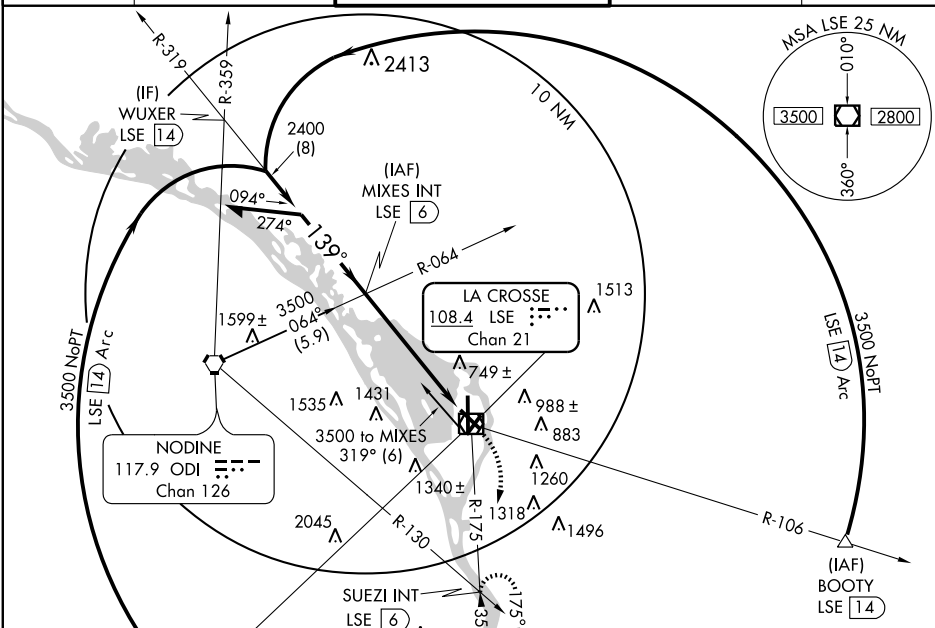 R-319
R-359
2413
MSA LSE 25 NM
010°
3500
2800
360°
(IF)
WUXER
LSE 14
10 NM
2400
(8)
(IAF)
MIXES INT
LSE 6
094°
274°
139°
R-064
3500
064°
(5.9)
1599±
LA CROSSE
108.4 LSE
Chan 21
1513
3500 NoPT
LSE 14 Arc
3500 NoPT
LSE 14 Arc
749±
1535
1431
988±
883
3500 to MIXES
319° (6)
NODINE
117.9 ODI
Chan 126
1340±
1260
1318
1496
2045
R-130
R-175
R-106
(IAF)
BOOTY
LSE 14
SUEZI INT
LSE 6
175°
35